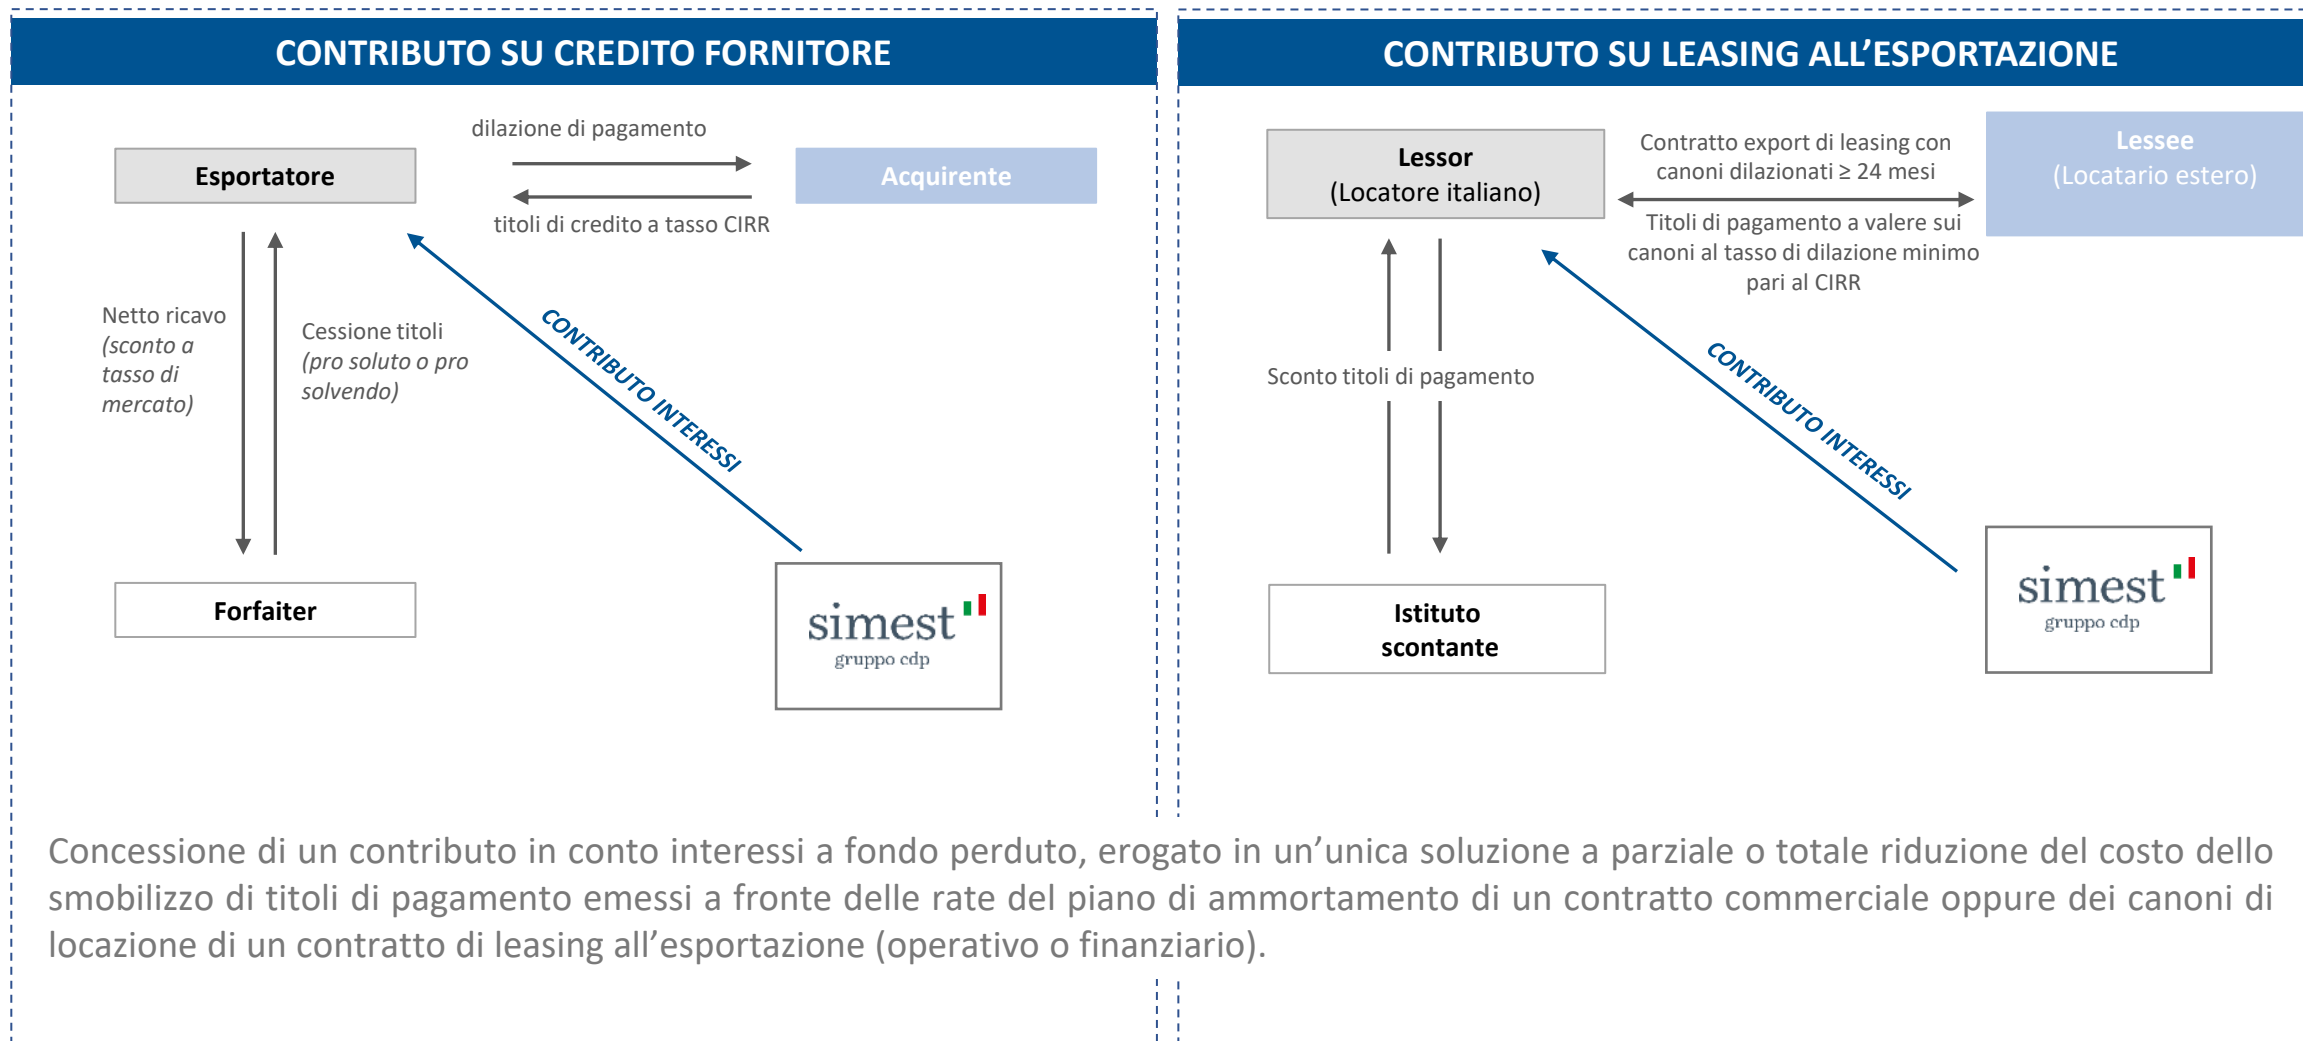 CONTRIBUTO SU CREDITO FORNITORE
dilazione di pagamento
Esportatore
Acquirente
titoli di credito a tasso CIRR
Netto ricavo
(sconto a
tasso di
mercato)
Cessione titoli
(pro soluto o pro
solvendo)
CONTRIBUTO INTERESSI
Forfaiter
simest
gruppo cdp
CONTRIBUTO SU LEASING ALL’ESPORTAZIONE
Lessor
(Locatore italiano)
Contratto export di leasing con
canoni dilazionati ≥ 24 mesi
Lessee
(Locatario estero)
Titoli di pagamento a valere sui
canoni al tasso di dilazione minimo
pari al CIRR
Sconto titoli di pagamento
CONTRIBUTO INTERESSI
Istituto
scontante
simest
gruppo cdp
Concessione di un contributo in conto interessi a fondo perduto, erogato in un’unica soluzione a parziale o totale riduzione del costo dello
smobilizzo di titoli di pagamento emessi a fronte delle rate del piano di ammortamento di un contratto commerciale oppure dei canoni di
locazione di un contratto di leasing all’esportazione (operativo o finanziario).